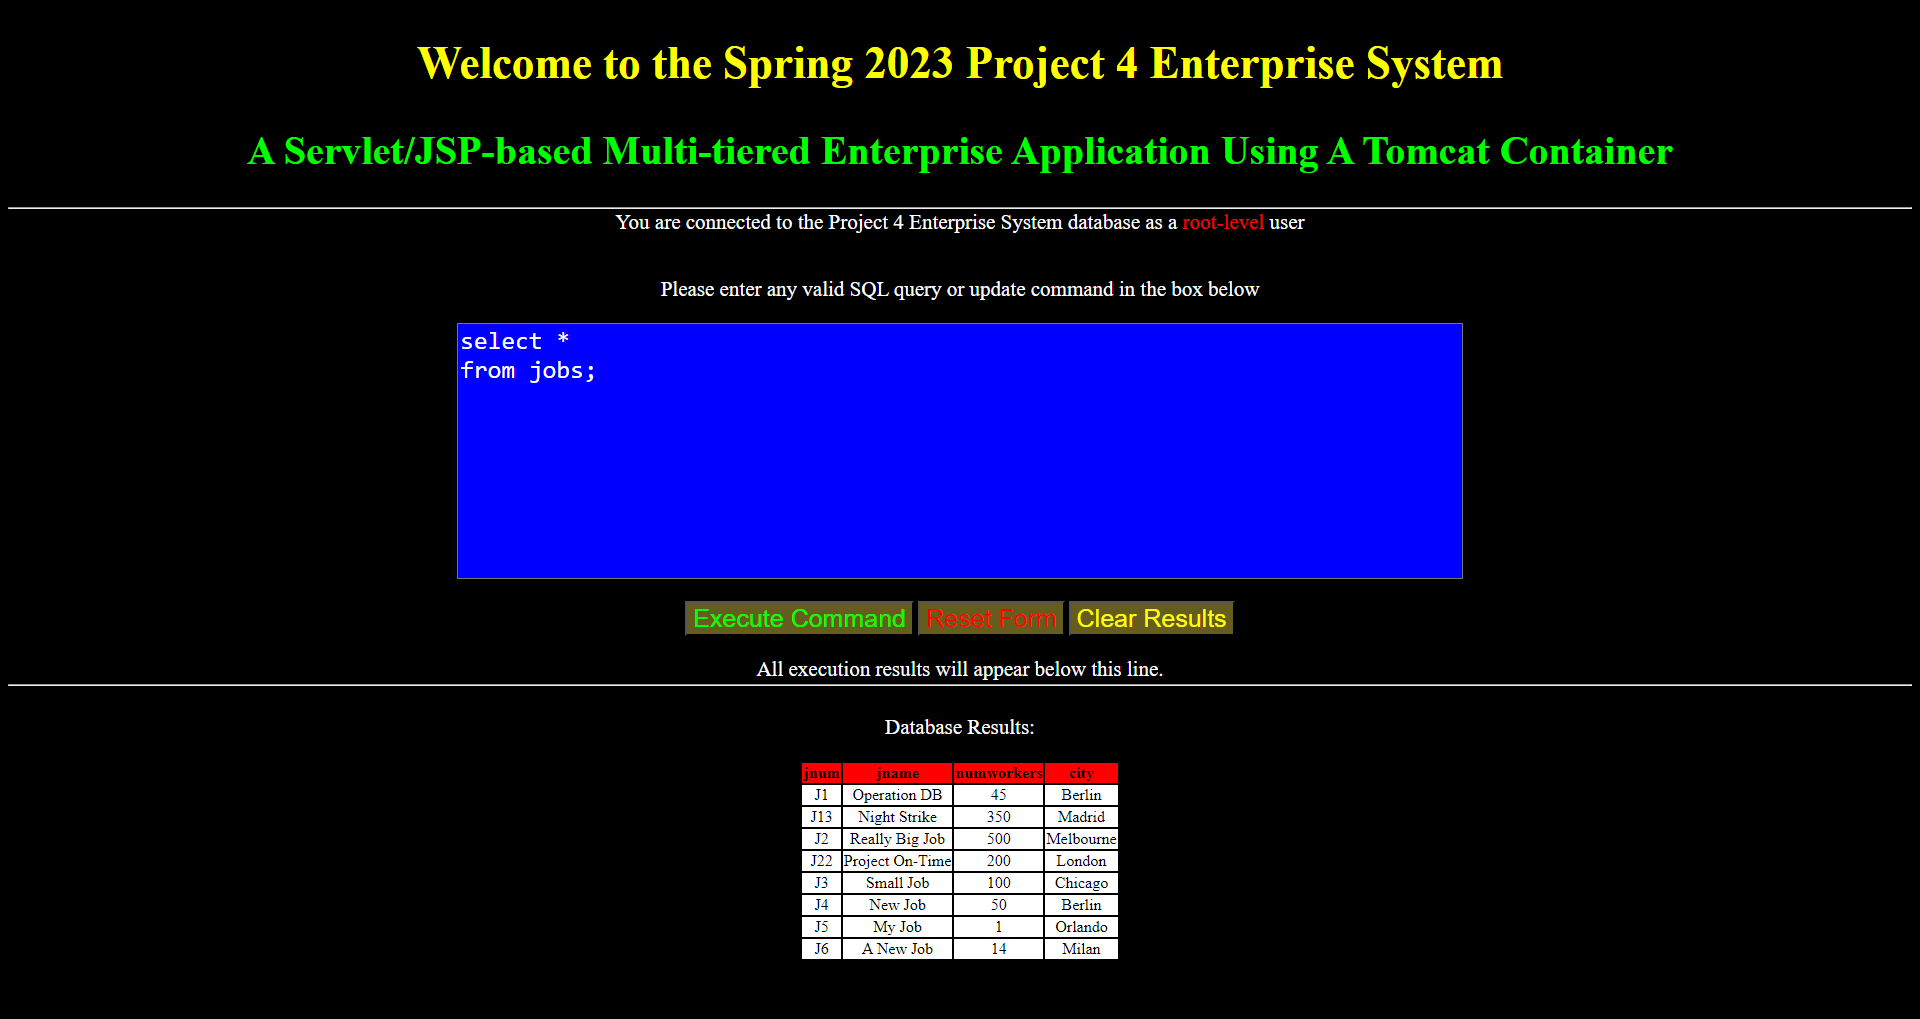 Welcome to the Spring 2023 Project 4 Enterprise System
A Servlet/JSP-based Multi-tiered Enterprise Application Using A Tomcat Container
You are connected to the Project 4 Enterprise System database as a root-level user
Please enter any valid SQL query or update command in the box below
select *
from jobs;
Execute Command Reset Form Clear Results
All execution results will appear below this line.
Database Results:
jnum jname numworkers city
J1 Operation DB 45 Berlin
J13 Night Strike 350 Madrid
J2 Really Big Job 500 Melbourne
J22 Project On-Time 200 London
J3 Small Job 100 Chicago
J4 New Job 50 Berlin
J5 My Job 1 Orlando
J6 A New Job 14 Milan